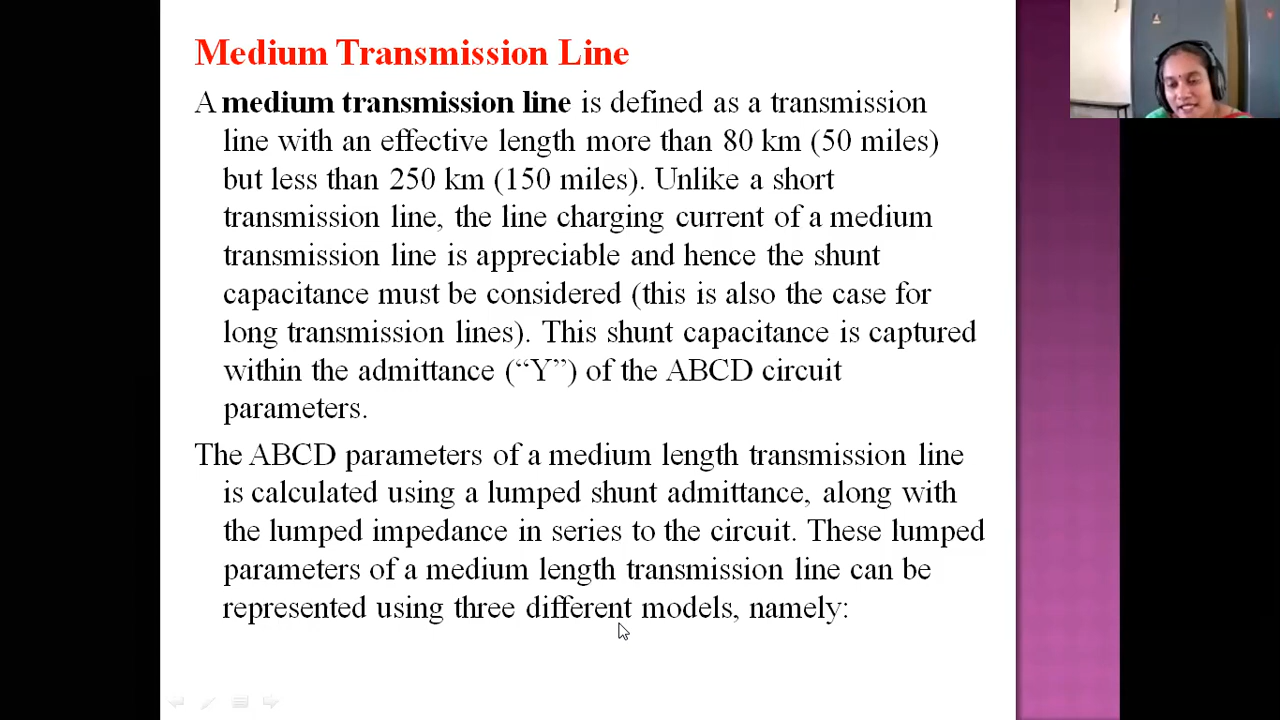 Medium Transmission Line
A medium transmission line is defined as a transmission
line with an effective length more than 80 km (50 miles)
but less than 250 km (150 miles). Unlike a short
transmission line, the line charging current of a medium
transmission line is appreciable and hence the shunt
capacitance must be considered (this is also the case for
long transmission lines). This shunt capacitance is captured
within the admittance (“Y”) of the ABCD circuit
parameters.
The ABCD parameters of a medium length transmission line
is calculated using a lumped shunt admittance, along with
the lumped impedance in series to the circuit. These lumped
parameters of a medium length transmission line can be
represented using three different models, namely: